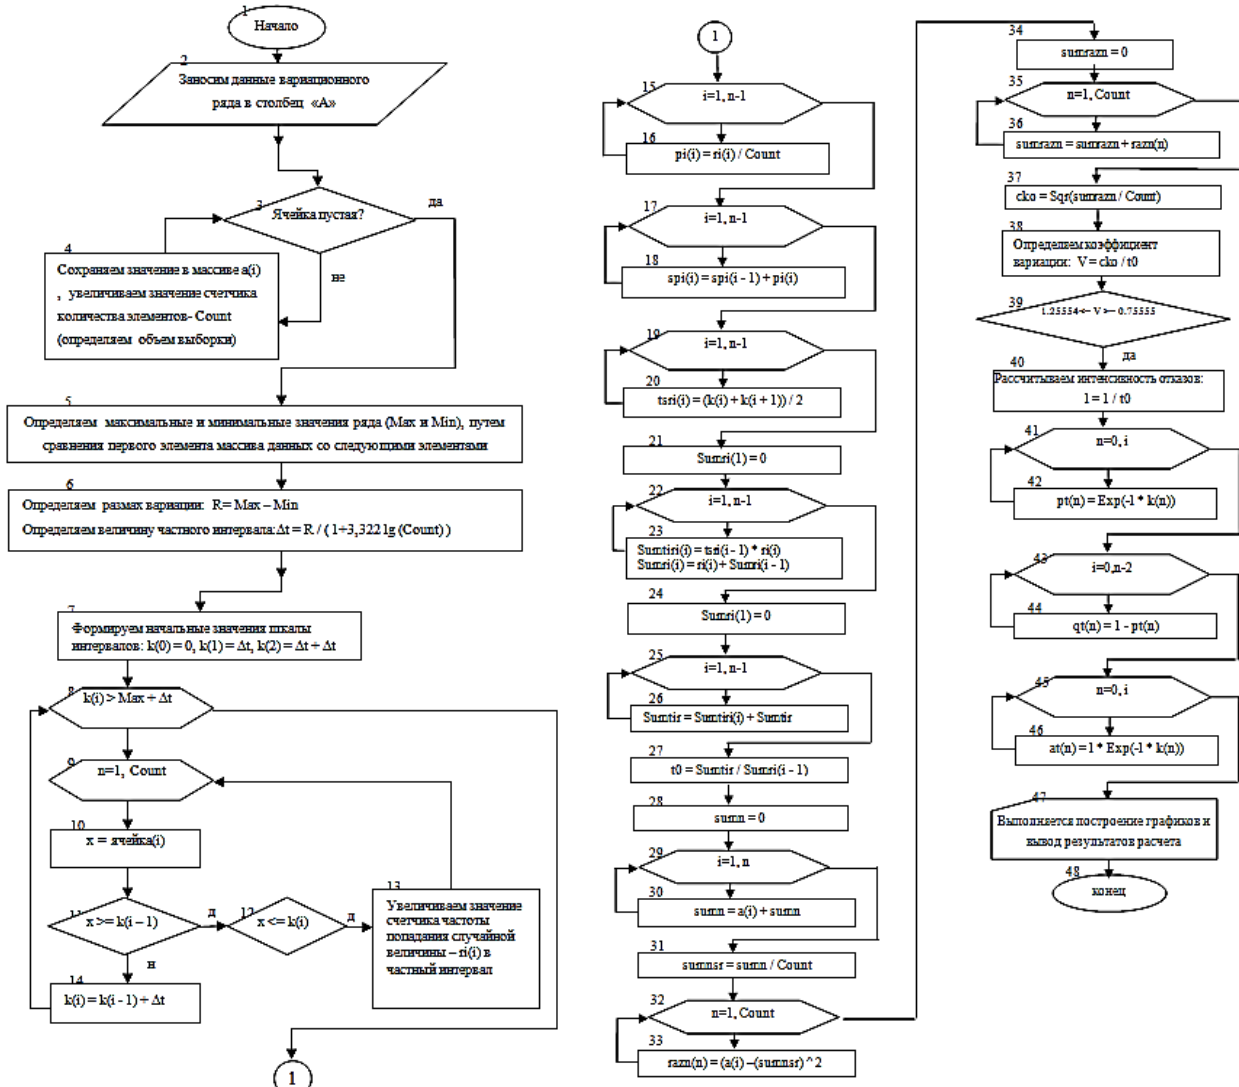 1
Начало
2
Заносим данные вариационного
ряда в столбец «А»
3
Ячейка пустая?
да
не
4
Сохраняем значение в массиве a(i)
, увеличиваем значение счетчика
количества элементов- Count
(определяем объем выборки)
5
Определяем максимальные и минимальные значения ряда (Max и Min), путем
сравнения первого элемента массива данных со следующими элементами
6
Определяем размах вариации: R= Max – Min
Определяем величину частного интервала:Δt = R / ( 1+3,322 lg (Count) )
7
Формируем начальные значения шкалы
интервалов: k(0) = 0, k(1) = Δt, k(2) = Δt + Δt
8
k(i) > Max + Δt
9
n=1, Count
10
x = ячейка(i)
11
x >= k(i – 1)
д
н
12
x <= k(i)
д
13
Увеличиваем значение
счетчика частоты
попадания случайной
величины – ri(i) в
частный интервал
14
k(i) = k(i - 1) + Δt
1
1
15
i=1, n-1
16
pi(i) = ri(i) / Count
17
i=1, n-1
18
spi(i) = spi(i - 1) + pi(i)
19
i=1, n-1
20
tsri(i) = (k(i) + k(i + 1)) / 2
21
Sumri(1) = 0
22
i=1, n-1
23
Sumtiri(i) = tsri(i - 1) * ri(i)
Sumri(i) = ri(i) + Sumri(i - 1)
24
Sumri(1) = 0
25
i=1, n-1
26
Sumtir = Sumtiri(i) + Sumtir
27
t0 = Sumtir / Sumri(i - 1)
28
sumn = 0
29
i=1, n
30
sumn = a(i) + sumn
31
sumnsr = sumn / Count
32
n=1, Count
33
razn(n) = (a(i) –(sumnsr) ^ 2
34
sumrazn = 0
35
n=1, Count
36
sumrazn = sumrazn + razn(n)
37
cko = Sqr(sumrazn / Count)
38
Определяем коэффициент
вариации: V = cko / t0
39
1.25554 <= V >= 0.75555
да
40
Рассчитываем интенсивность отказов:
l = 1 / t0
41
n=0, i
42
pt(n) = Exp(-l * k(n))
43
i=0,n-2
44
qt(n) = 1 - pt(n)
45
n=0, i
46
at(n) = l * Exp(-l * k(n))
47
Выполняется построение графиков и
вывод результатов расчета
48
конец